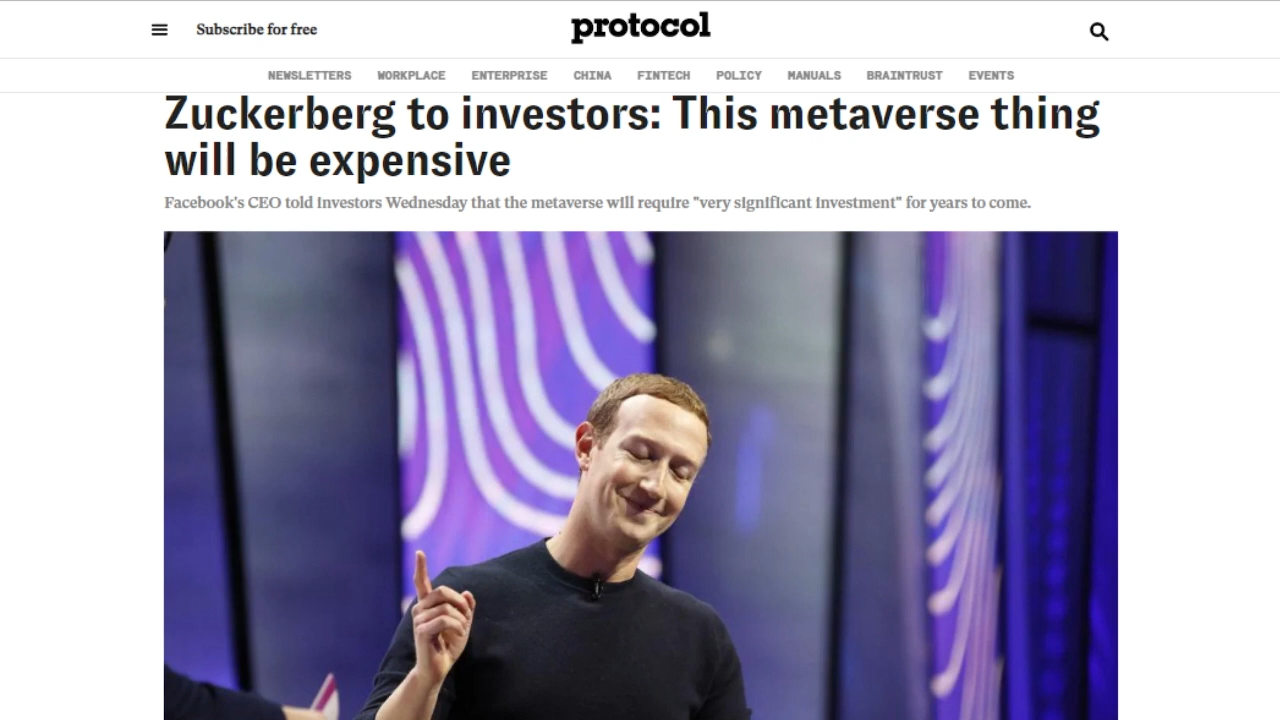 Subscribe for free
protocol
NEWSLETTERS WORKPLACE ENTERPRISE CHINA FINTECH POLICY MANUALS BRAINTRUST EVENTS
Zuckerberg to investors: This metaverse thing
will be expensive
Facebook's CEO told investors Wednesday that the metaverse will require "very significant investment" for years to come.